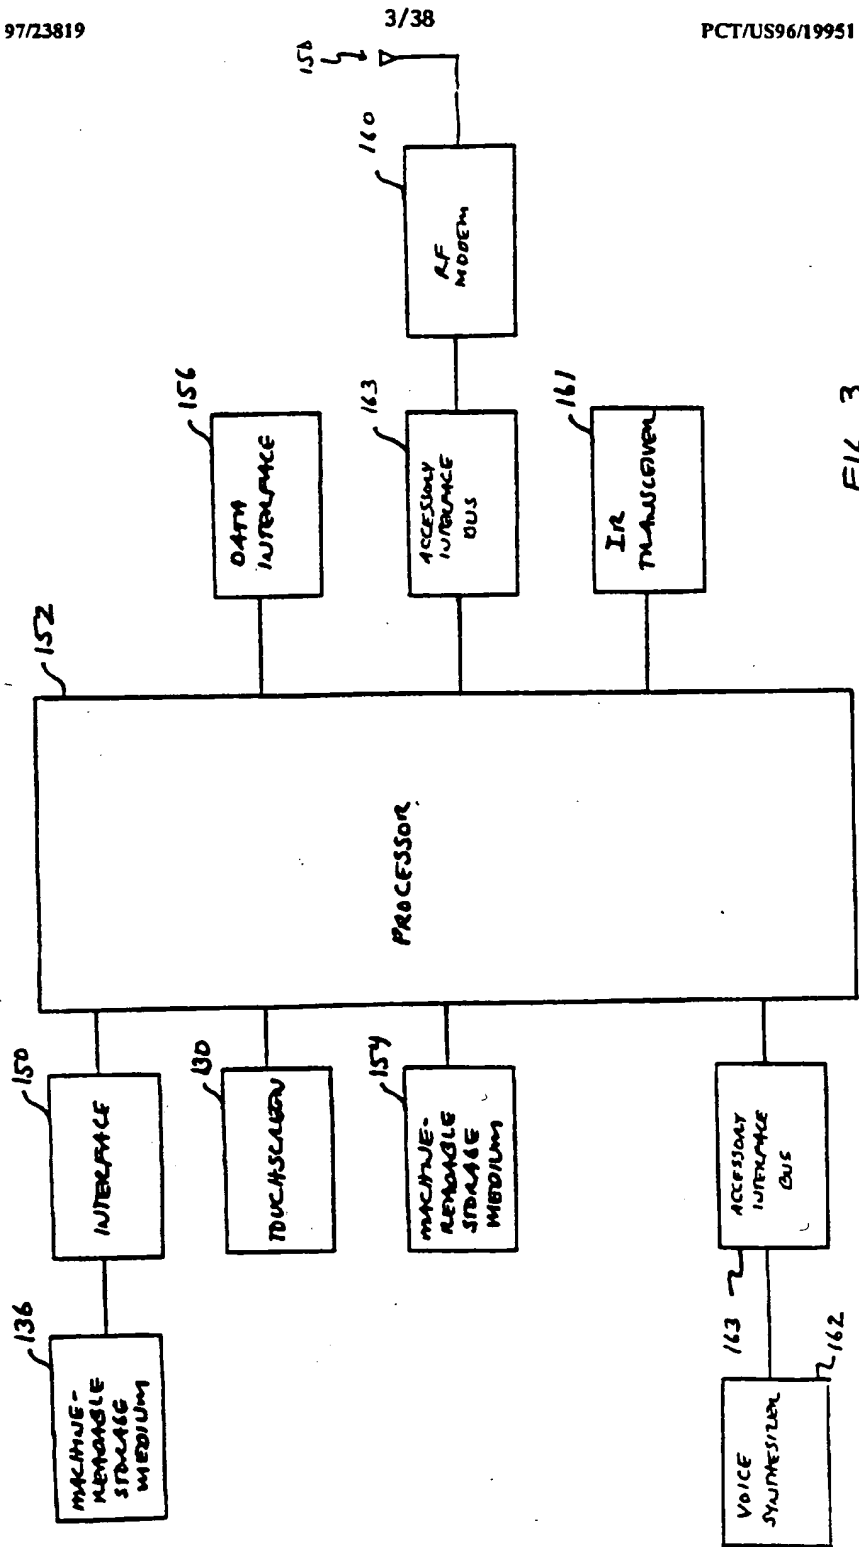 97/23819
3/38
PCT/US96/19951
158
160
RF
MODEM
156
DATA
INTERFACE
163
ACCESSORY
INTERFACE
BUS
161
IR
TRANSCEIVER
FIG. 3
152
PROCESSOR
150
INTERFACE
130
TOUCHSCREEN
154
MACHINE-
READABLE
STORAGE
MEDIUM
ACCESSORY
INTERFACE
BUS
163
136
MACHINE-
READABLE
STORAGE
MEDIUM
162
VOICE
SYNTHESIZER